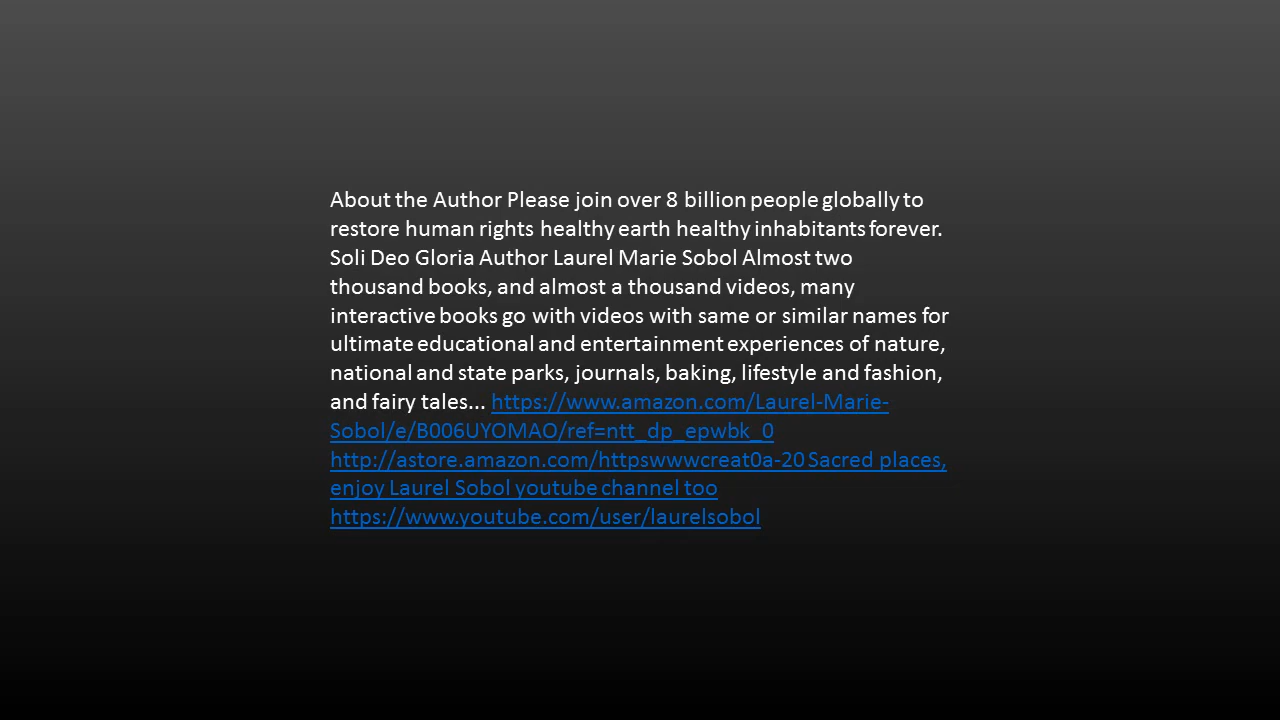 About the Author Please join over 8 billion people globally to
restore human rights healthy earth healthy inhabitants forever.
Soli Deo Gloria Author Laurel Marie Sobol Almost two
thousand books, and almost a thousand videos, many
interactive books go with videos with same or similar names for
ultimate educational and entertainment experiences of nature,
national and state parks, journals, baking, lifestyle and fashion,
and fairy tales... https://www.amazon.com/Laurel-Marie-
Sobol/e/B006UYOMAO/ref=ntt_dp_epwbk_0
http://astore.amazon.com/httpswwwcreat0a-20 Sacred places,
enjoy Laurel Sobol youtube channel too
https://www.youtube.com/user/laurelsobol